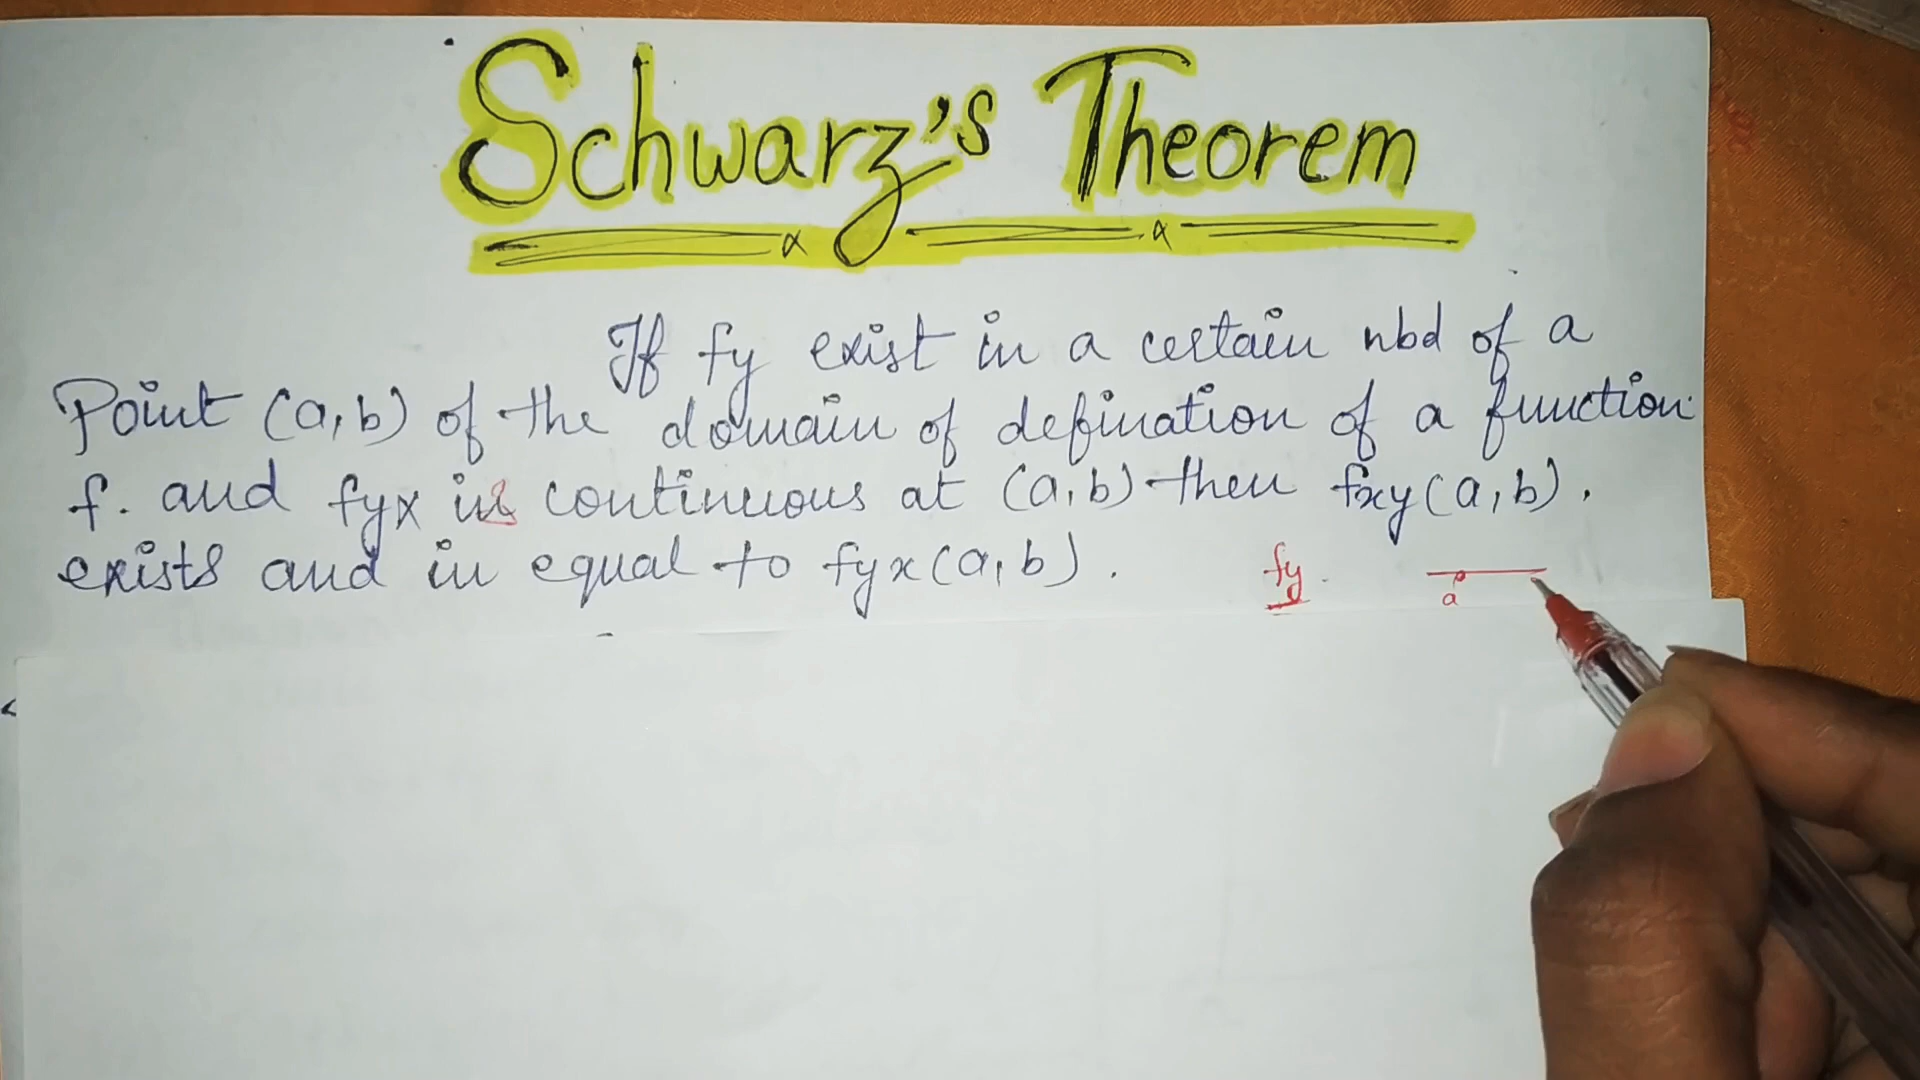 Schwarz's Theorem
If fy exist in a certain nbd of a
Point (a,b) of the domain of defination of a function
f. and fyx is continuous at (a,b) then fxy(a,b).
exists and in equal to fyx(a,b).
fy
a